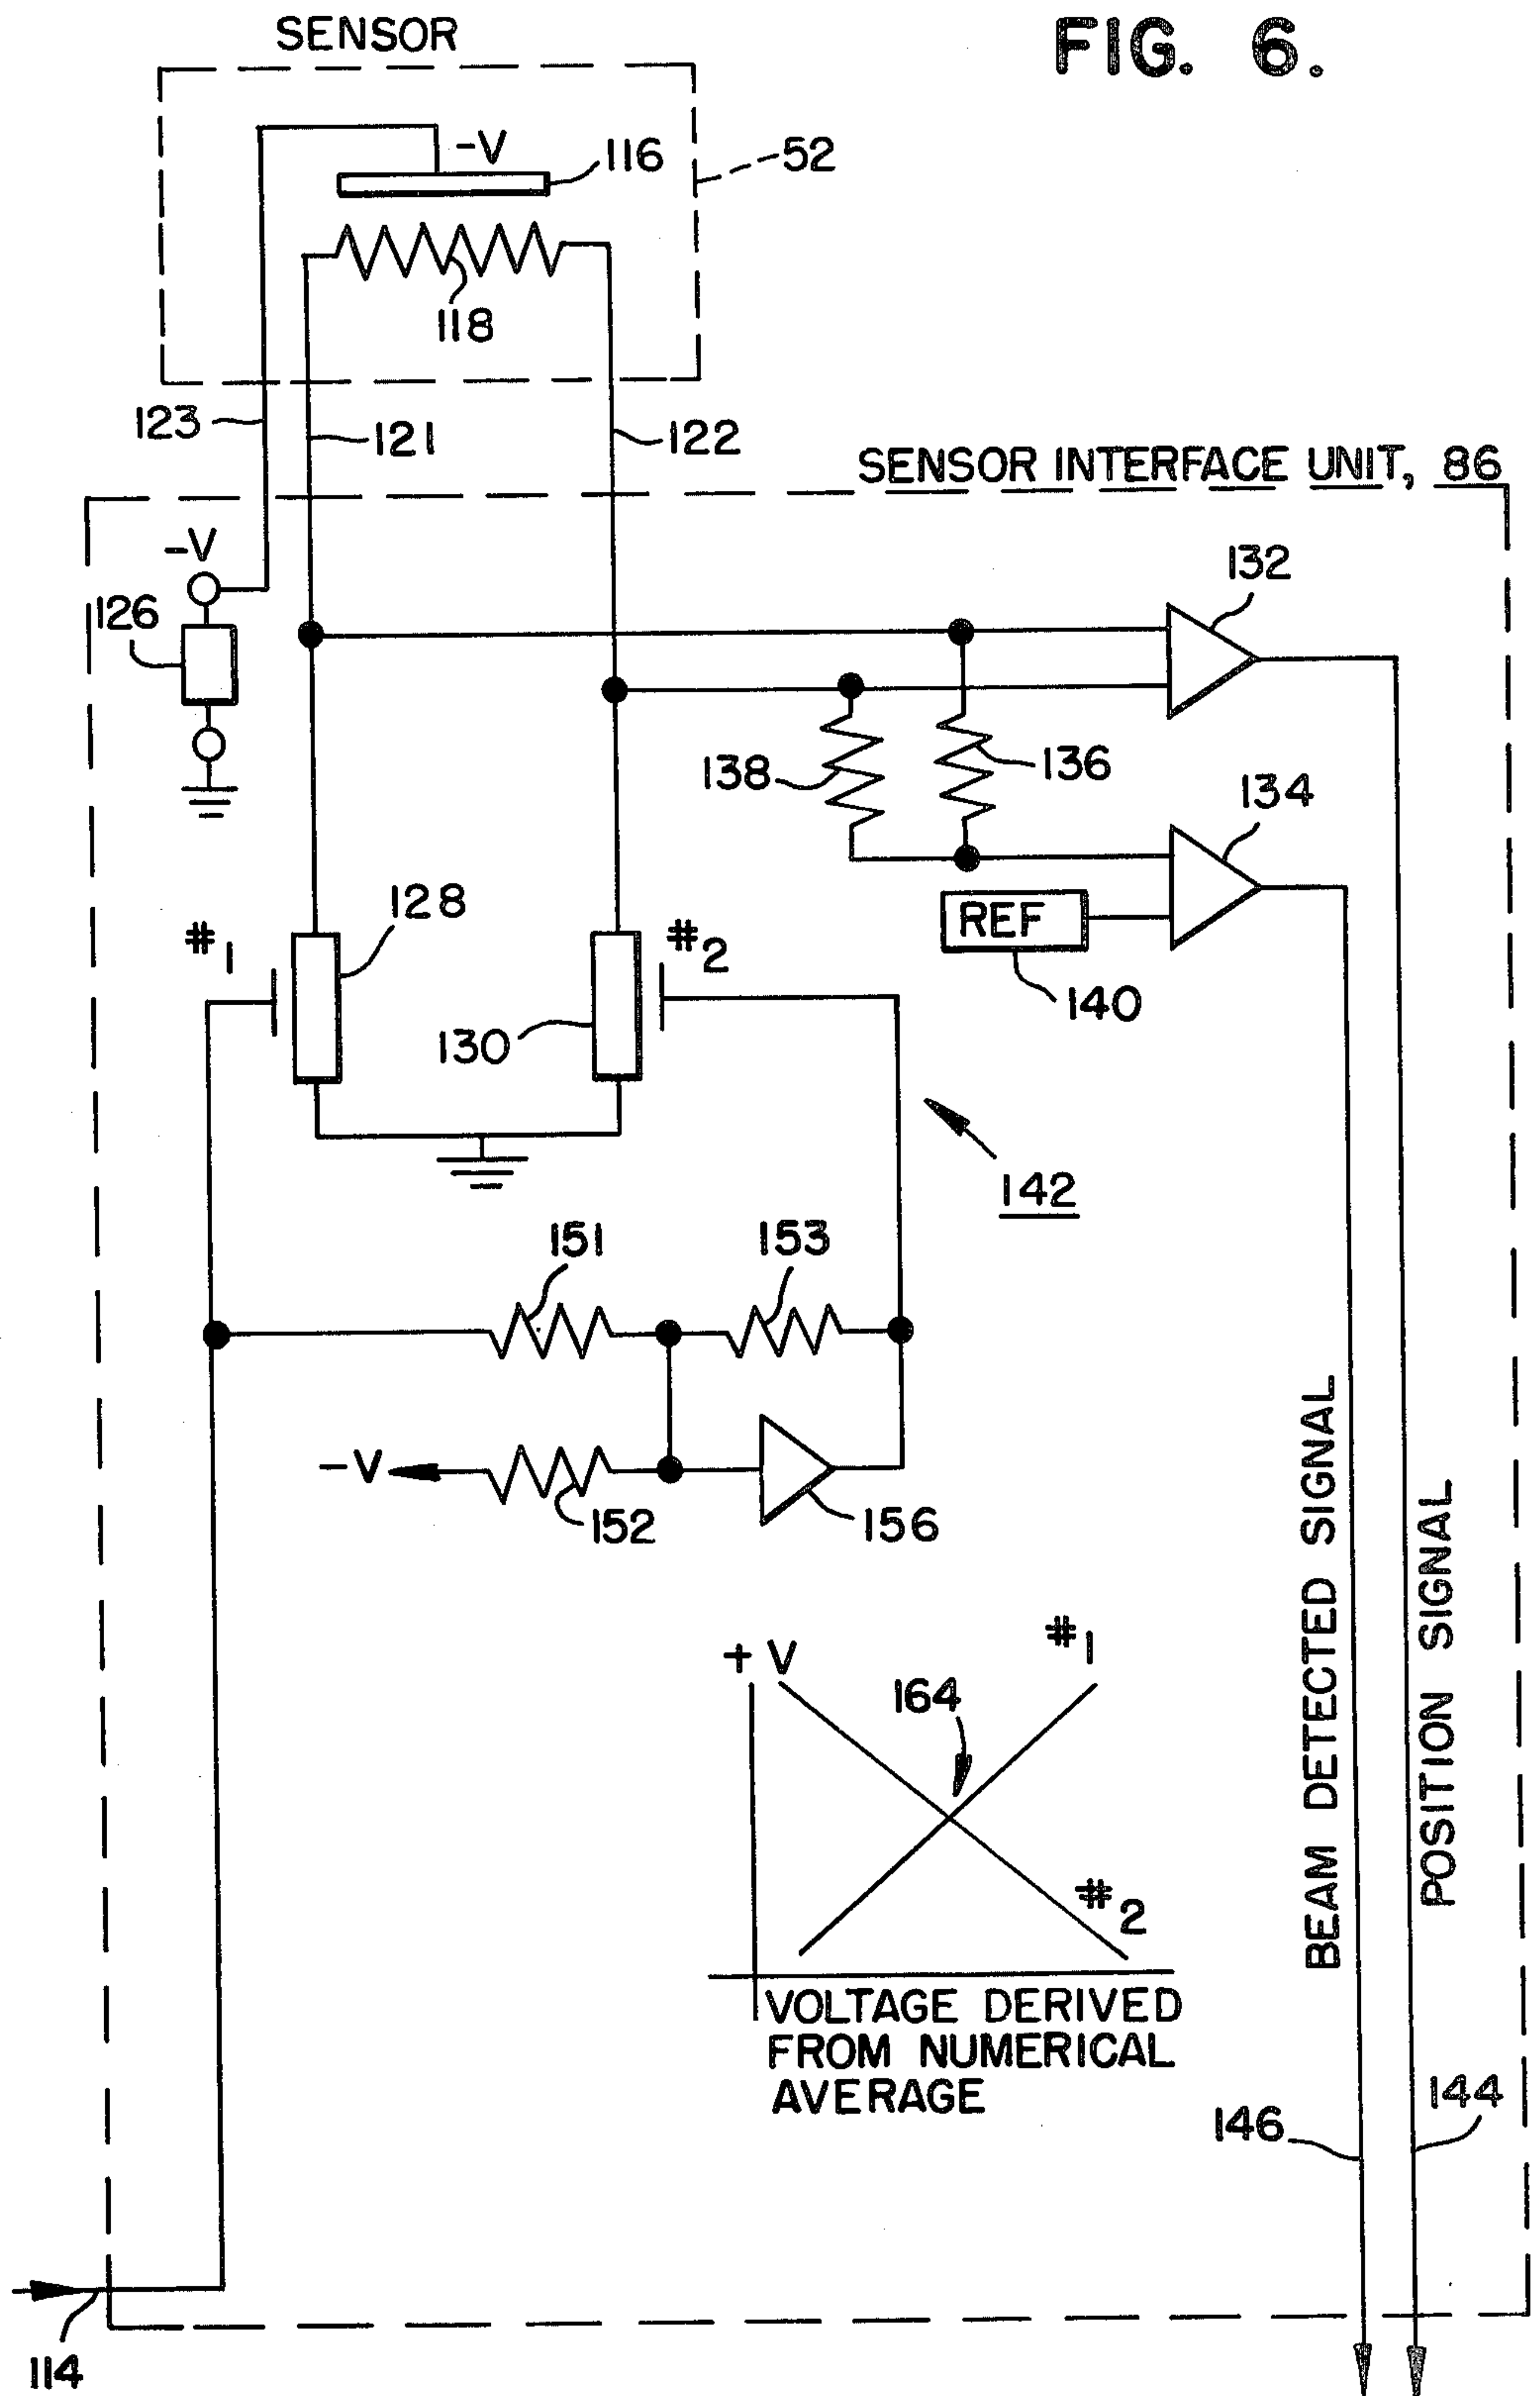 SENSOR
FIG. 6.
-V
116
52
118
123
121
122
SENSOR INTERFACE UNIT, 86
-V
126
132
138
136
134
REF
140
#1
128
#2
130
142
151
153
-V
152
156
BEAM DETECTED SIGNAL
POSITION SIGNAL
+V
#1
164
#2
VOLTAGE DERIVED
FROM NUMERICAL
AVERAGE
146
144
114